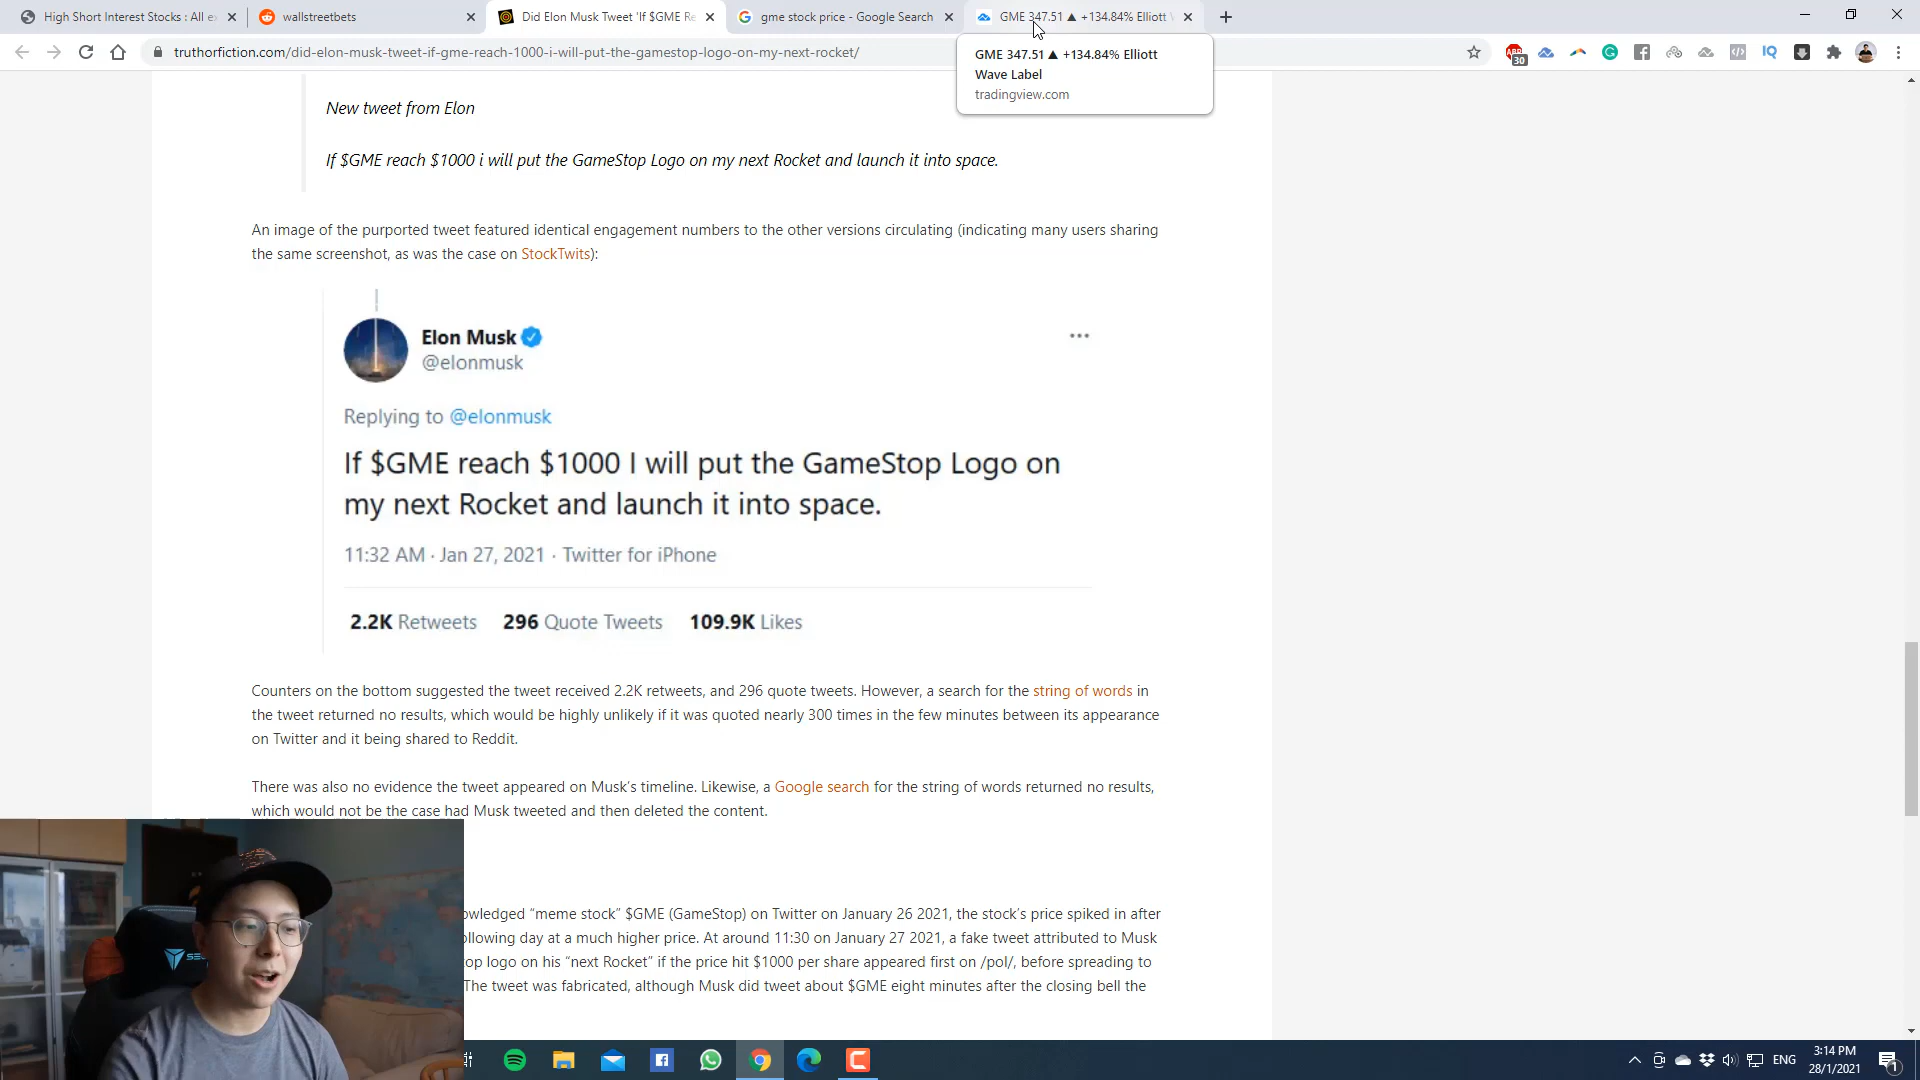 High Short Interest Stocks : All
wallstreetbets
Did Elon Musk Tweet 'If $GME Re
gme stock price - Google Search
GME 347.51 ▲ +134.84% Elliott
truthorfiction.com/did-elon-musk-tweet-if-gme-reach-1000-i-will-put-the-gamestop-logo-on-my-next-rocket/
30
IQ
GME 347.51 ▲ +134.84% Elliott
Wave Label
tradingview.com
New tweet from Elon
If $GME reach $1000 i will put the GameStop Logo on my next Rocket and launch it into space.
An image of the purported tweet featured identical engagement numbers to the other versions circulating (indicating many users sharing
the same screenshot, as was the case on StockTwits):
Elon Musk
@elonmusk
Replying to @elonmusk
If $GME reach $1000 I will put the GameStop Logo on
my next Rocket and launch it into space.
11:32 AM · Jan 27, 2021 · Twitter for iPhone
2.2K Retweets 296 Quote Tweets 109.9K Likes
Counters on the bottom suggested the tweet received 2.2K retweets, and 296 quote tweets. However, a search for the string of words in
the tweet returned no results, which would be highly unlikely if it was quoted nearly 300 times in the few minutes between its appearance
on Twitter and it being shared to Reddit.
There was also no evidence the tweet appeared on Musk's timeline. Likewise, a Google search for the string of words returned no results,
which would not be the case had Musk tweeted and then deleted the content.
owledged "meme stock" $GME (GameStop) on Twitter on January 26 2021, the stock's price spiked in after
ollowing day at a much higher price. At around 11:30 on January 27 2021, a fake tweet attributed to Musk
op logo on his "next Rocket" if the price hit $1000 per share appeared first on /pol/, before spreading to
The tweet was fabricated, although Musk did tweet about $GME eight minutes after the closing bell the
ENG
3:14 PM
28/1/2021
1